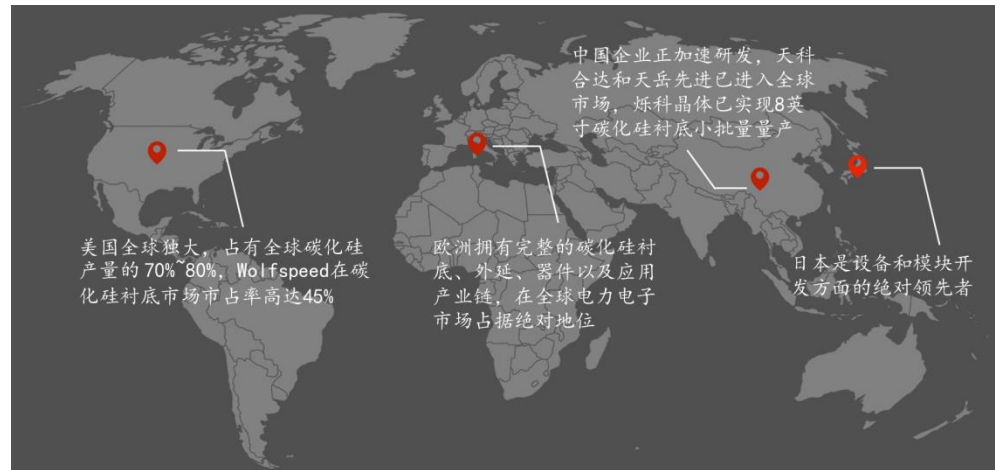 中国企业正加速研发，天科
合达和天岳先进已进入全球
市场，烁科晶体已实现8英
寸碳化硅衬底小批量量产
美国全球独大，占有全球碳化硅
产量的70%~80%，Wolfspeed在碳
化硅衬底市场市占率高达45%
欧洲拥有完整的碳化硅衬
底、外延、器件以及应用
产业链，在全球电力电子
市场占据绝对地位
日本是设备和模块开
发方面的绝对领先者